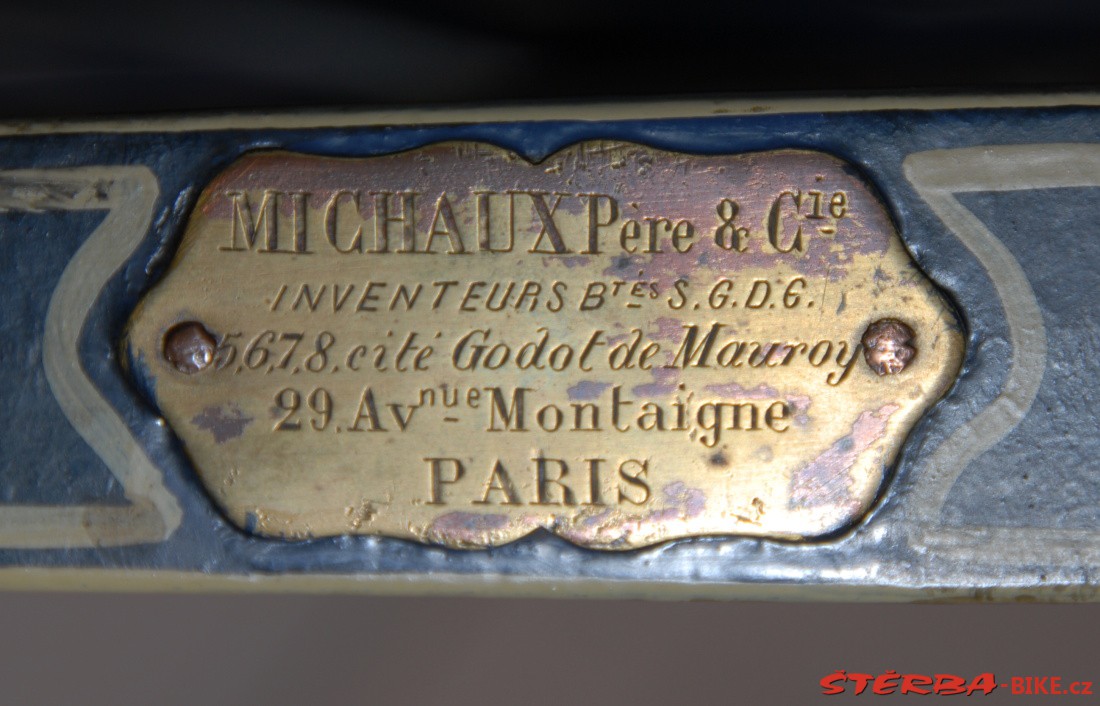 MICHAUX Père & Cie
INVENTEURS Btés S.G.D.G.
5,6,7,8, cité Godot de Mauroy
29, Avnue Montaigne
PARIS
ŠTĚRBA-BIKE.cz